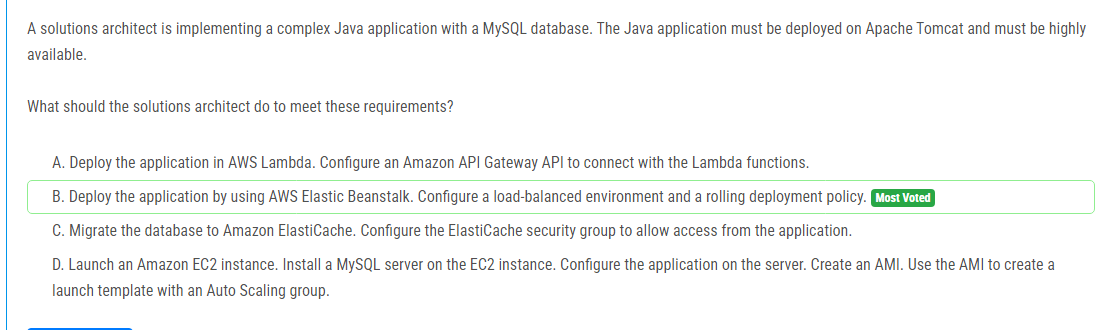 A solutions architect is implementing a complex Java application with a MySQL database. The Java application must be deployed on Apache Tomcat and must be highly
available.
What should the solutions architect do to meet these requirements?
A. Deploy the application in AWS Lambda. Configure an Amazon API Gateway API to connect with the Lambda functions.
B. Deploy the application by using AWS Elastic Beanstalk. Configure a load-balanced environment and a rolling deployment policy. Most Voted
C. Migrate the database to Amazon ElastiCache. Configure the ElastiCache security group to allow access from the application.
D. Launch an Amazon EC2 instance. Install a MySQL server on the EC2 instance. Configure the application on the server. Create an AMI. Use the AMI to create a
launch template with an Auto Scaling group.